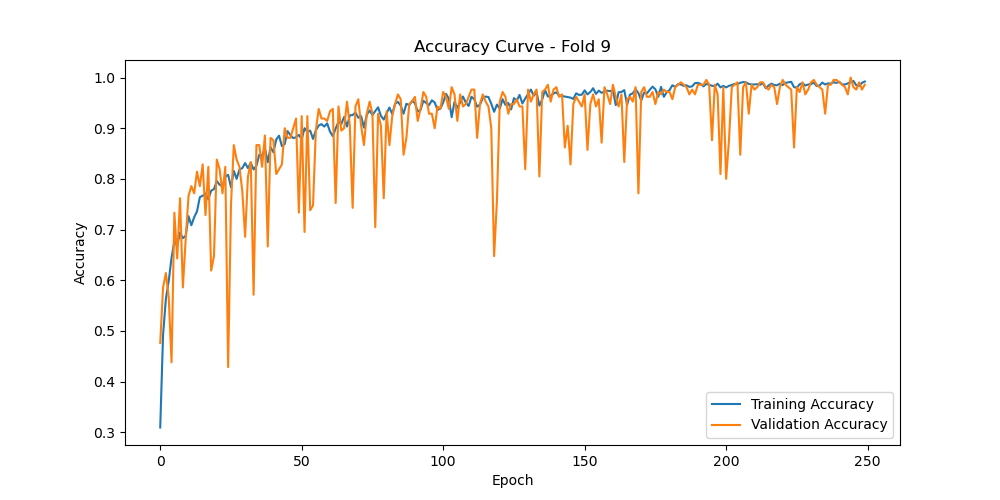 Accuracy Curve - Fold 9
1.0
0.9
0.8
0.7
0.6
0.5
0.4
0.3
Accuracy
0
50
100
150
200
250
Epoch
Training Accuracy
Validation Accuracy